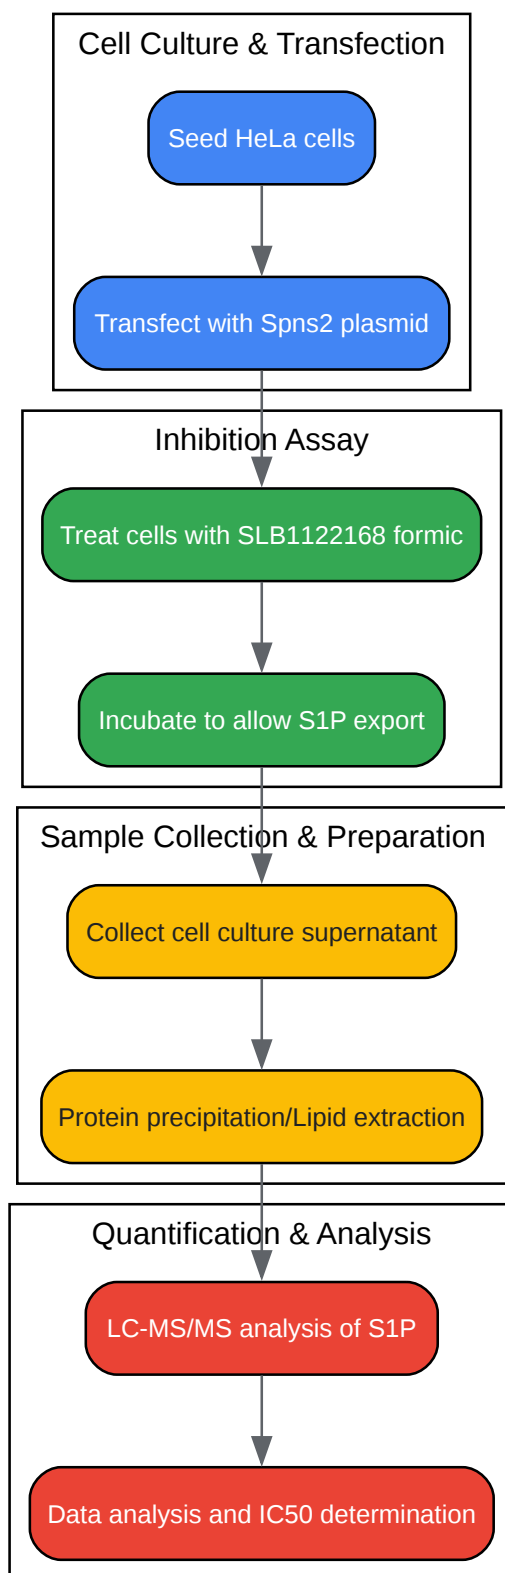 Cell Culture & Transfection
Seed HeLa cells
Transfect with Spns2 plasmid
Inhibition Assay
Treat cells with SLB1122168 formic
Incubate to allow S1P export
Sample Collection & Preparation
Collect cell culture supernatant
Protein precipitation/Lipid extraction
Quantification & Analysis
LC-MS/MS analysis of S1P
Data analysis and IC50 determination